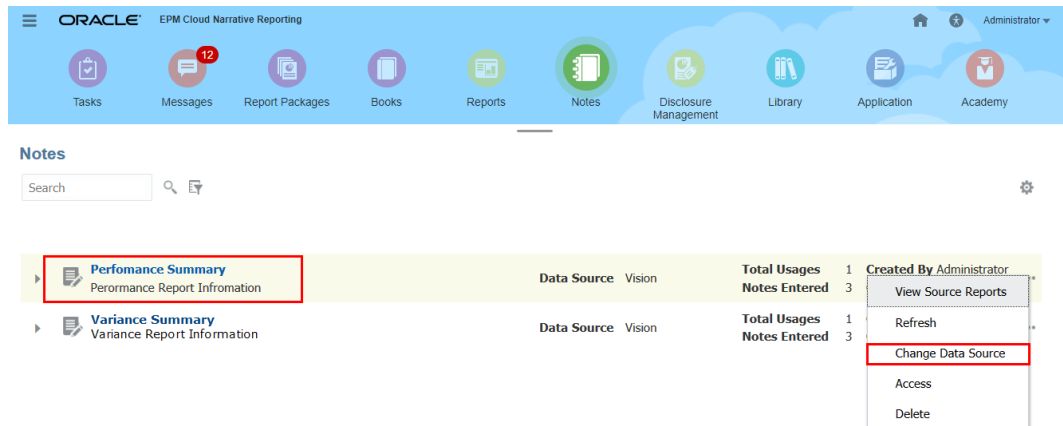 ORACLE® EPM Cloud Narrative Reporting Administrator
12
Tasks Messages Report Packages Books Reports Notes Disclosure Management Library Application Academy
Notes
Search
Perfomance Summary Data Source Vision Total Usages 1 Created By Administrator
Perormance Report Infromation Notes Entered 3
View Source Reports
Variance Summary Data Source Vision Total Usages 1 Refresh
Variance Report Information Notes Entered 3
Change Data Source
Access
Delete